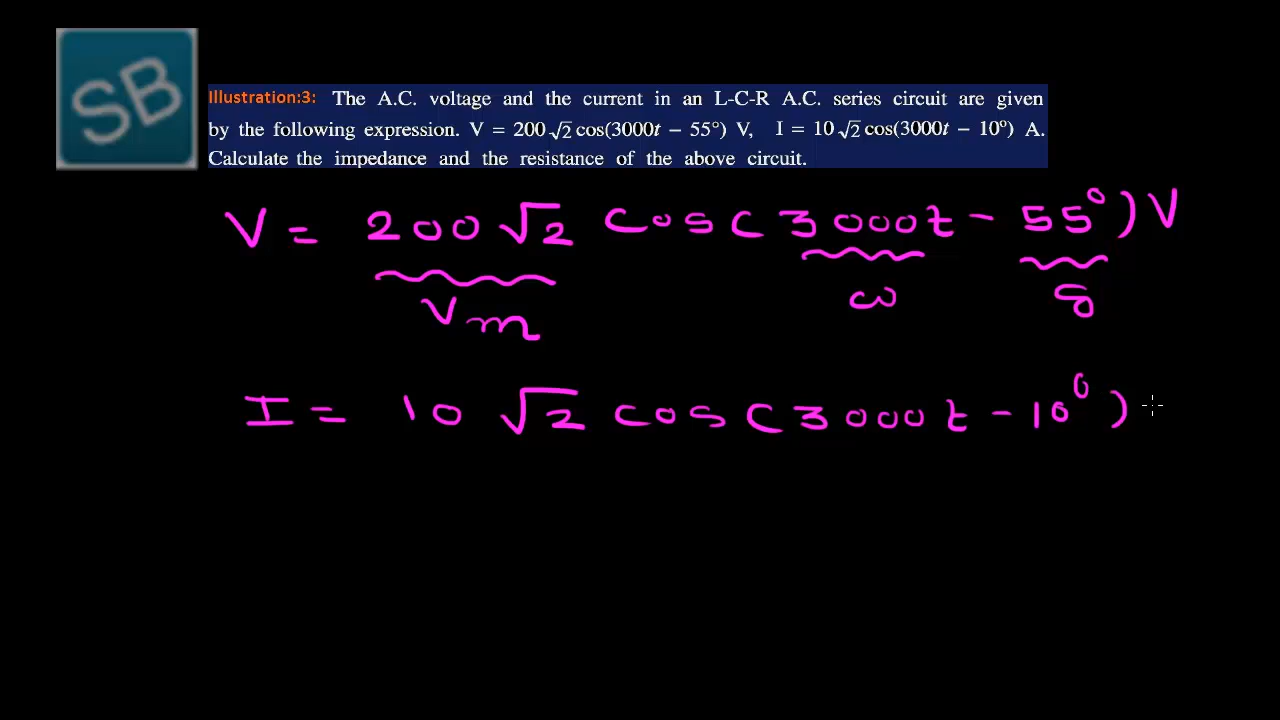 SB
Illustration:3: The A.C. voltage and the current in an L-C-R A.C. series circuit are given
by the following expression. V = 200√2 cos(3000t − 55°) V, I = 10√2 cos(3000t − 10°) A.
Calculate the impedance and the resistance of the above circuit.
V = 200 √2 cos(3000t − 55°) V
Vm ω δ
I = 10 √2 cos(3000t − 10°)